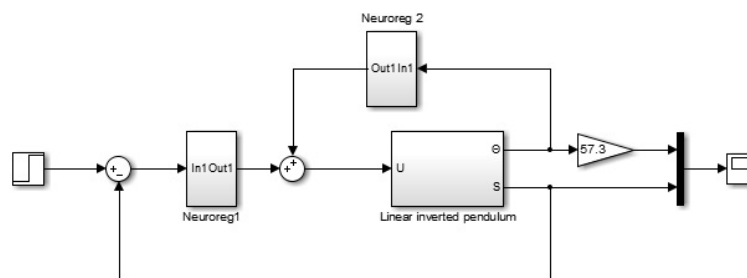 Neuroreg 2
Out1 In1
57.3
In1 Out1
U
Θ
S
Neuroreg1
Linear inverted pendulum